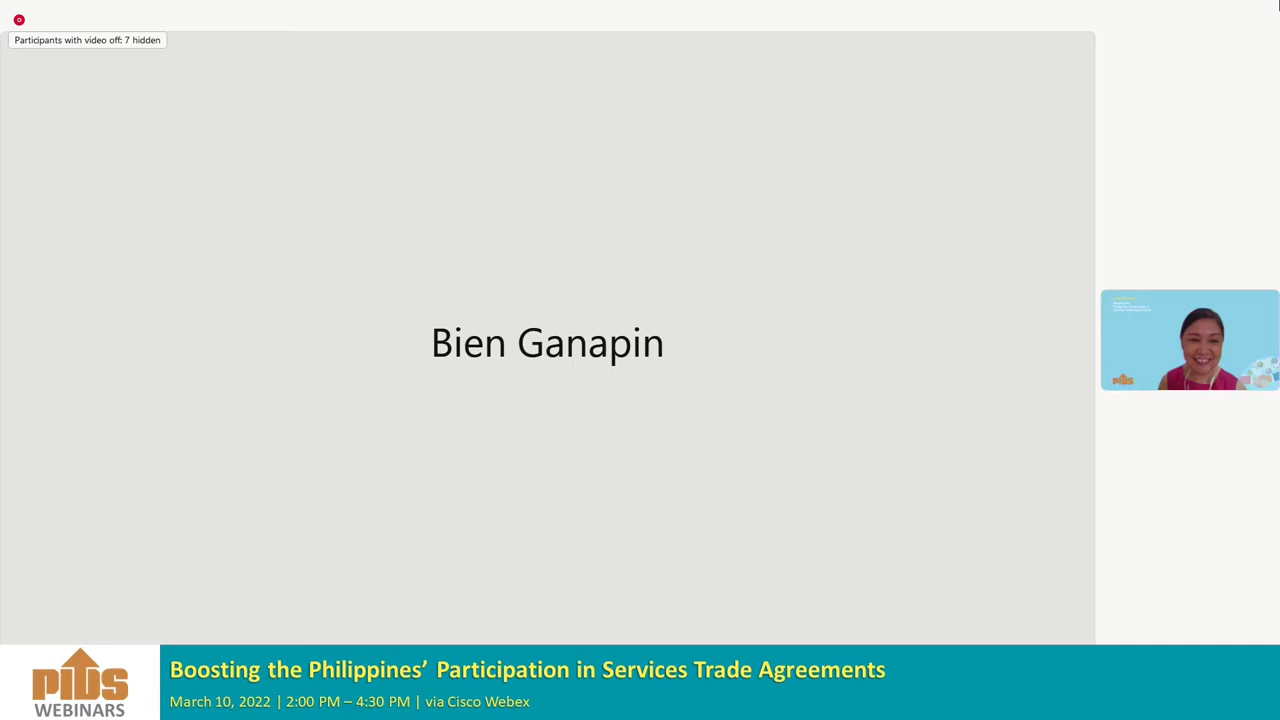 Participants with video off: 7 hidden
Bien Ganapin
PIDS
PIDS
WEBINARS
Boosting the Philippines’ Participation in Services Trade Agreements
March 10, 2022 | 2:00 PM – 4:30 PM | via Cisco Webex